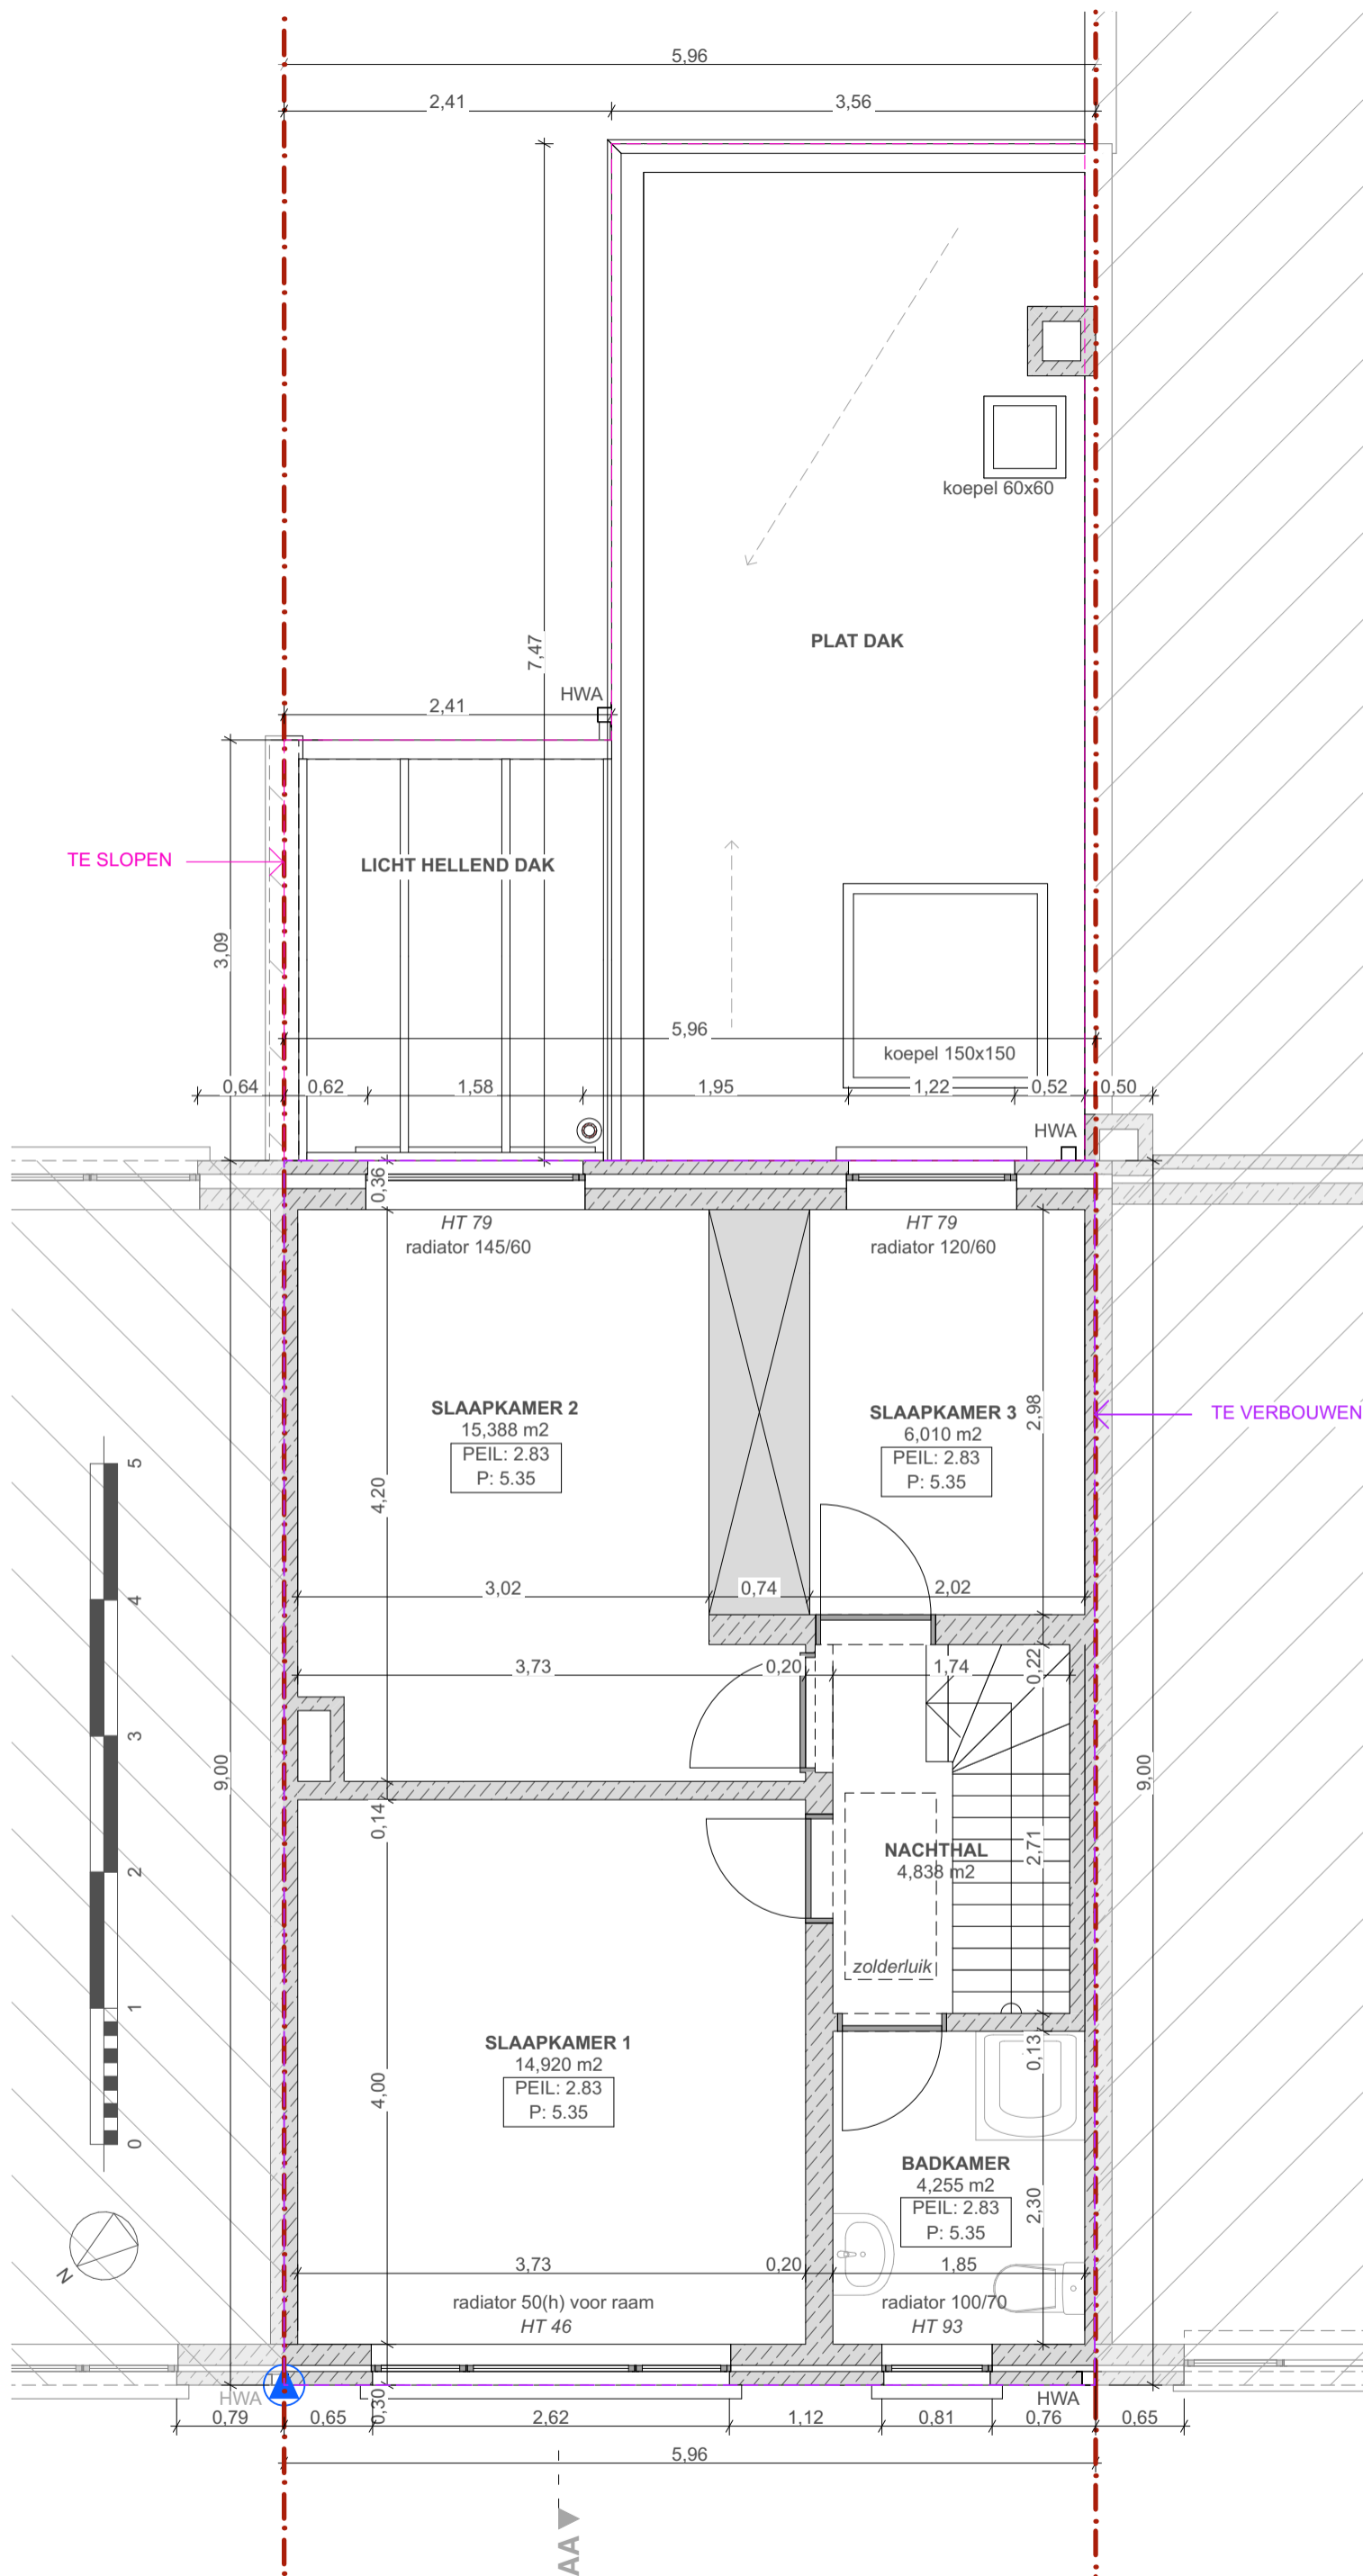 5,96
2,41
3,56
koepel 60x60
PLAT DAK
7,47
HWA
2,41
TE SLOPEN
LICHT HELLEND DAK
3,09
5,96
koepel 150x150
0,64
0,62
1,58
1,95
1,22
0,52
0,50
HWA
0,36
HT 79
radiator 145/60
HT 79
radiator 120/60
SLAAPKAMER 2
15,388 m2
PEIL: 2.83
P: 5.35
SLAAPKAMER 3
6,010 m2
PEIL: 2.83
P: 5.35
2,98
TE VERBOUWEN
5
4,20
4
3,02
0,74
2,02
3,73
0,20
1,74
0,22
3
9,00
9,00
0,14
2
NACHTHAL
4,838 m2
2,71
zolderluik
1
SLAAPKAMER 1
14,920 m2
PEIL: 2.83
P: 5.35
4,00
0,13
0
BADKAMER
4,255 m2
PEIL: 2.83
P: 5.35
2,30
N
3,73
0,20
1,85
radiator 50(h) voor raam
HT 46
radiator 100/70
HT 93
HWA
HWA
0,30
0,79
0,65
2,62
1,12
0,81
0,76
0,65
5,96
AA